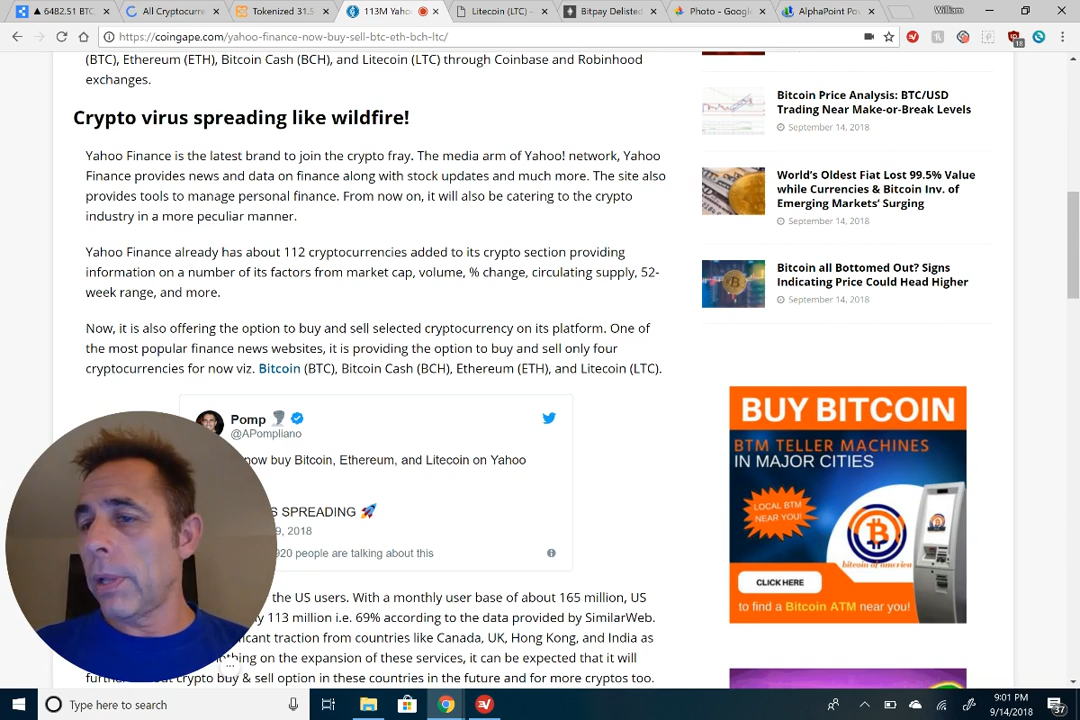 6482.51 BTC
All Cryptocurr
Tokenized 31.5
113M Yaho
Litecoin (LTC) -
Bitpay Delisted
Photo - Google
AlphaPoint Po
William
https://coingape.com/yahoo-finance-now-buy-sell-btc-eth-bch-ltc/
18
(BTC), Ethereum (ETH), Bitcoin Cash (BCH), and Litecoin (LTC) through Coinbase and Robinhood
exchanges.
Crypto virus spreading like wildfire!
Yahoo Finance is the latest brand to join the crypto fray. The media arm of Yahoo! network, Yahoo
Finance provides news and data on finance along with stock updates and much more. The site also
provides tools to manage personal finance. From now on, it will also be catering to the crypto
industry in a more peculiar manner.
Yahoo Finance already has about 112 cryptocurrencies added to its crypto section providing
information on a number of its factors from market cap, volume, % change, circulating supply, 52-
week range, and more.
Now, it is also offering the option to buy and sell selected cryptocurrency on its platform. One of
the most popular finance news websites, it is providing the option to buy and sell only four
cryptocurrencies for now viz. Bitcoin (BTC), Bitcoin Cash (BCH), Ethereum (ETH), and Litecoin (LTC).
Pomp
@APompliano
now buy Bitcoin, Ethereum, and Litecoin on Yahoo
SPREADING 🚀
, 2018
920 people are talking about this
the US users. With a monthly user base of about 165 million, US
113 million i.e. 69% according to the data provided by SimilarWeb.
traction from countries like Canada, UK, Hong Kong, and India as
on the expansion of these services, it can be expected that it will
crypto buy & sell option in these countries in the future and for more cryptos too.
Bitcoin Price Analysis: BTC/USD
Trading Near Make-or-Break Levels
September 14, 2018
World's Oldest Fiat Lost 99.5% Value
while Currencies & Bitcoin Inv. of
Emerging Markets' Surging
September 14, 2018
Bitcoin all Bottomed Out? Signs
Indicating Price Could Head Higher
September 14, 2018
BUY BITCOIN
BTM TELLER MACHINES
IN MAJOR CITIES
LOCAL BTM
NEAR YOU!
bitcoin of america
CLICK HERE
to find a Bitcoin ATM near you!
Type here to search
9:01 PM
9/14/2018
37